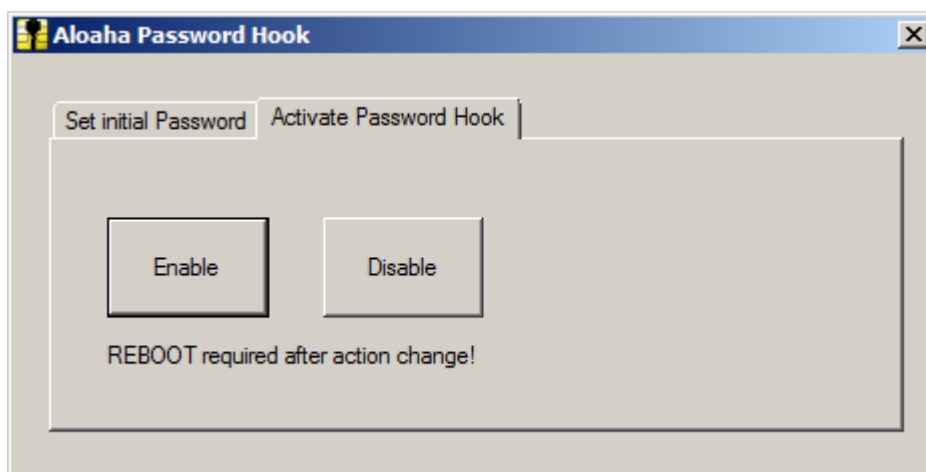 Aloaha Password Hook
Set initial Password
Activate Password Hook
Enable
Disable
REBOOT required after action change!